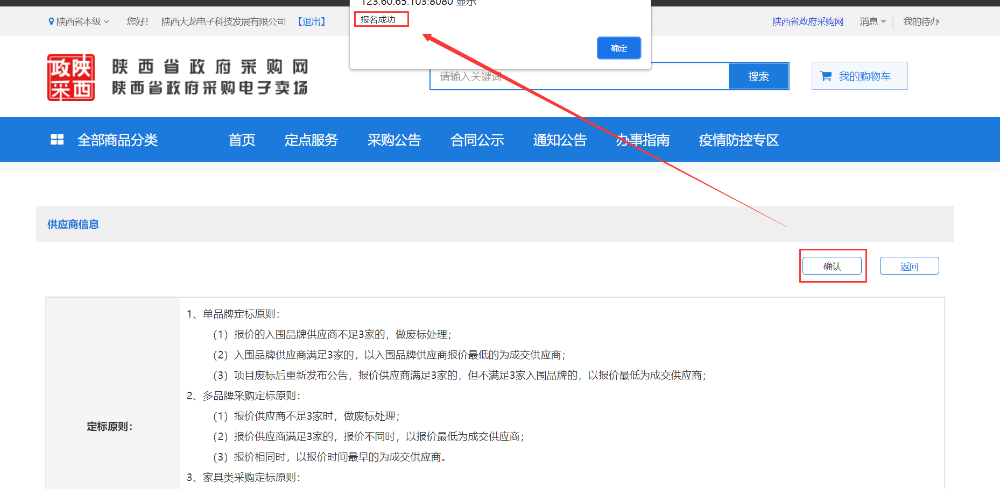 123.60.65.103:8080 显示
报名成功
确定
陕西省本级 您好！ 陕西大龙电子科技发展有限公司 【退出】
陕西省政府采购网 消息 我的待办
政陕
采西
陕西省政府采购网
陕西省政府采购电子卖场
请输入关键词 搜索 我的购物车
全部商品分类 首页 定点服务 采购公告 合同公示 通知公告 办事指南 疫情防控专区
供应商信息
确认 返回
定标原则：
1、单品牌定标原则：
（1）报价的入围品牌供应商不足3家的，做废标处理；
（2）入围品牌供应商满足3家的，以入围品牌供应商报价最低的为成交供应商；
（3）项目废标后重新发布公告，报价供应商满足3家的，但不满足3家入围品牌的，以报价最低为成交供应商；
2、多品牌采购定标原则：
（1）报价供应商不足3家时，做废标处理；
（2）报价供应商满足3家的，报价不同时，以报价最低为成交供应商；
（3）报价相同时，以报价时间最早的为成交供应商。
3、家具类采购定标原则：